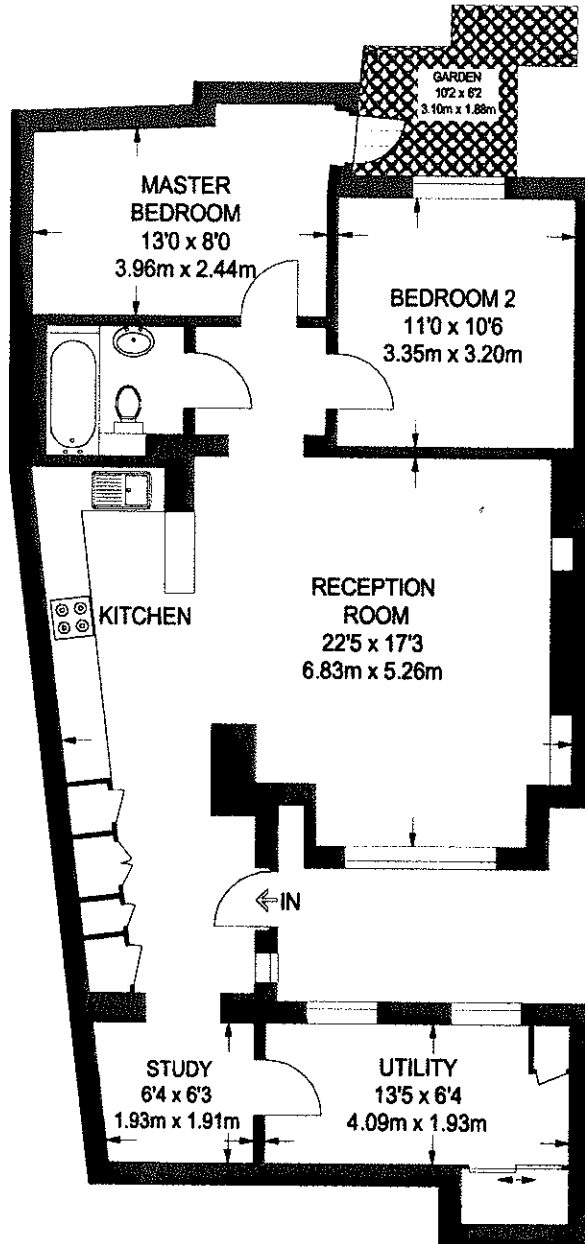 GARDEN
10'2 x 6'2
3.10m x 1.88m
MASTER
BEDROOM
13'0 x 8'0
3.96m x 2.44m
BEDROOM 2
11'0 x 10'6
3.35m x 3.20m
KITCHEN
RECEPTION
ROOM
22'5 x 17'3
6.83m x 5.26m
IN
STUDY
6'4 x 6'3
1.93m x 1.91m
UTILITY
13'5 x 6'4
4.09m x 1.93m